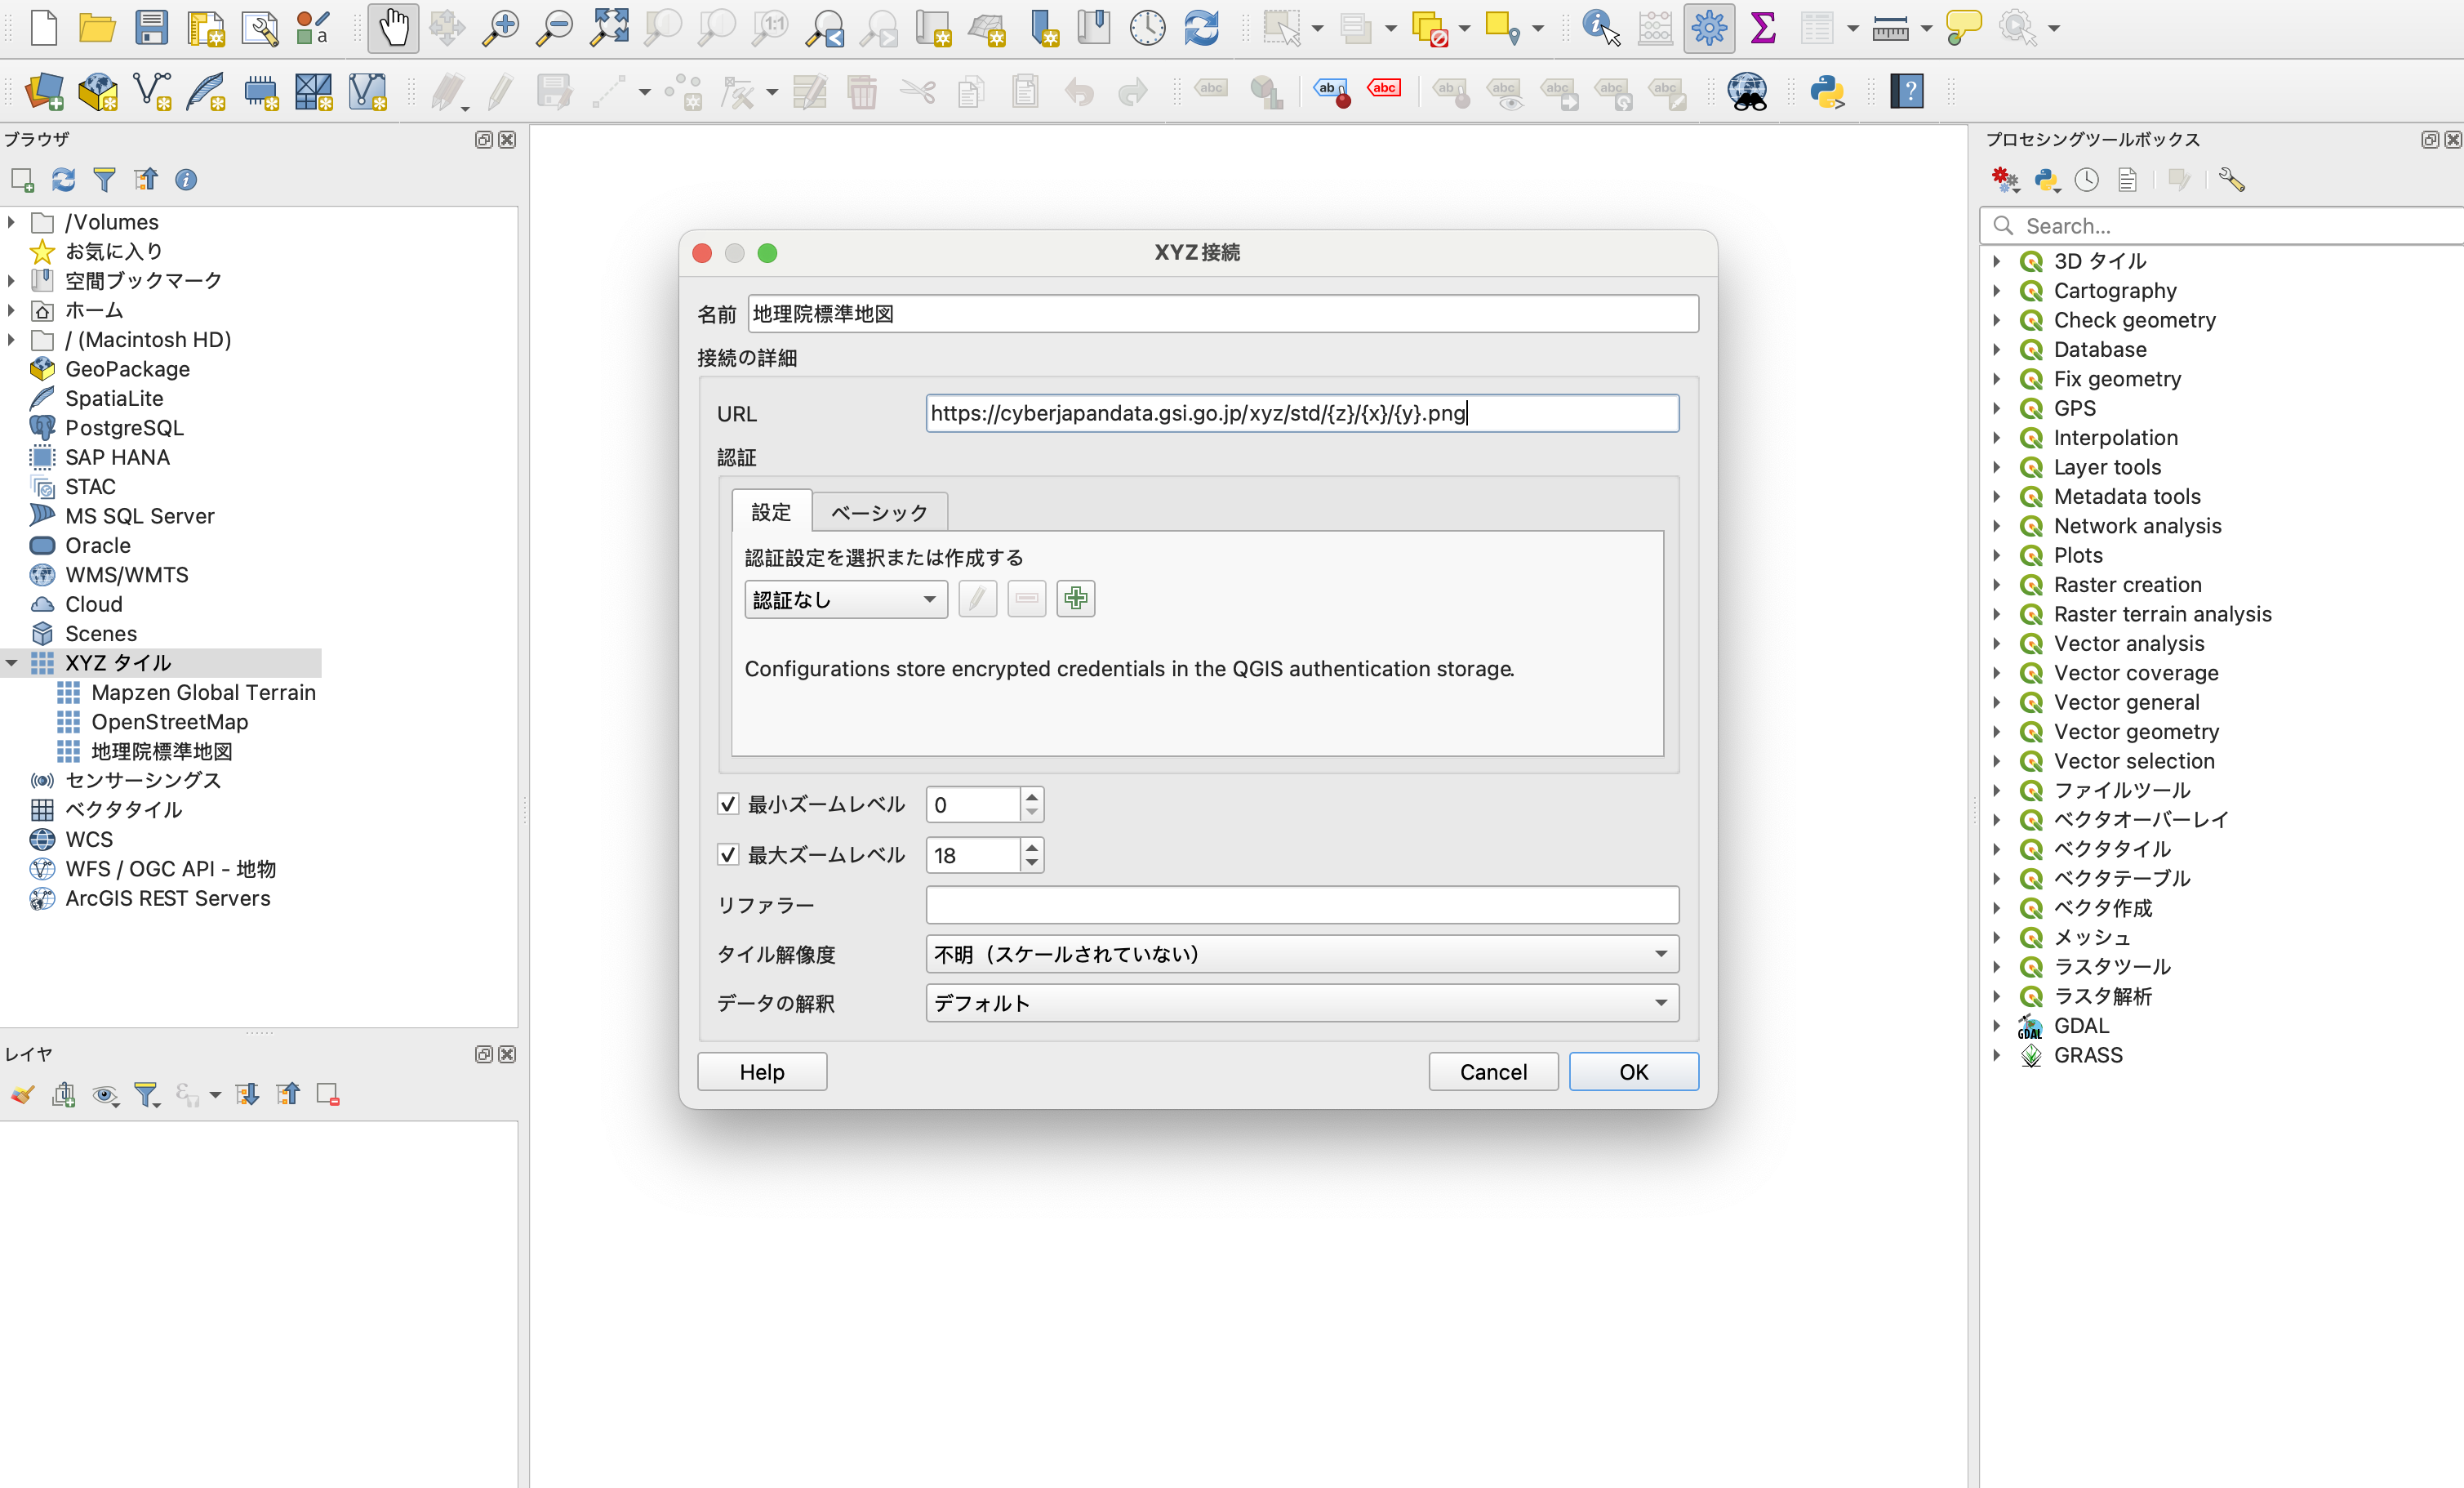 a
1:1
abc
ab
abc
ab
abc
abc
abc
abc
?
ブラウザ
/Volumes
お気に入り
空間ブックマーク
ホーム
/ (Macintosh HD)
GeoPackage
SpatiaLite
PostgreSQL
SAP HANA
STAC
MS SQL Server
Oracle
WMS/WMTS
Cloud
Scenes
XYZ タイル
Mapzen Global Terrain
OpenStreetMap
地理院標準地図
センサーシングス
ベクタタイル
WCS
WFS / OGC API - 地物
ArcGIS REST Servers
レイヤ
XYZ接続
名前 地理院標準地図
接続の詳細
URL https://cyberjapandata.gsi.go.jp/xyz/std/{z}/{x}/{y}.png
認証
設定 ベーシック
認証設定を選択または作成する
認証なし
Configurations store encrypted credentials in the QGIS authentication storage.
最小ズームレベル 0
最大ズームレベル 18
リファラー
タイル解像度 不明（スケールされていない）
データの解釈 デフォルト
Help Cancel OK
プロセシングツールボックス
Search...
3D タイル
Cartography
Check geometry
Database
Fix geometry
GPS
Interpolation
Layer tools
Metadata tools
Network analysis
Plots
Raster creation
Raster terrain analysis
Vector analysis
Vector coverage
Vector general
Vector geometry
Vector selection
ファイルツール
ベクタオーバーレイ
ベクタタイル
ベクタテーブル
ベクタ作成
メッシュ
ラスタツール
ラスタ解析
GDAL GDAL
GRASS